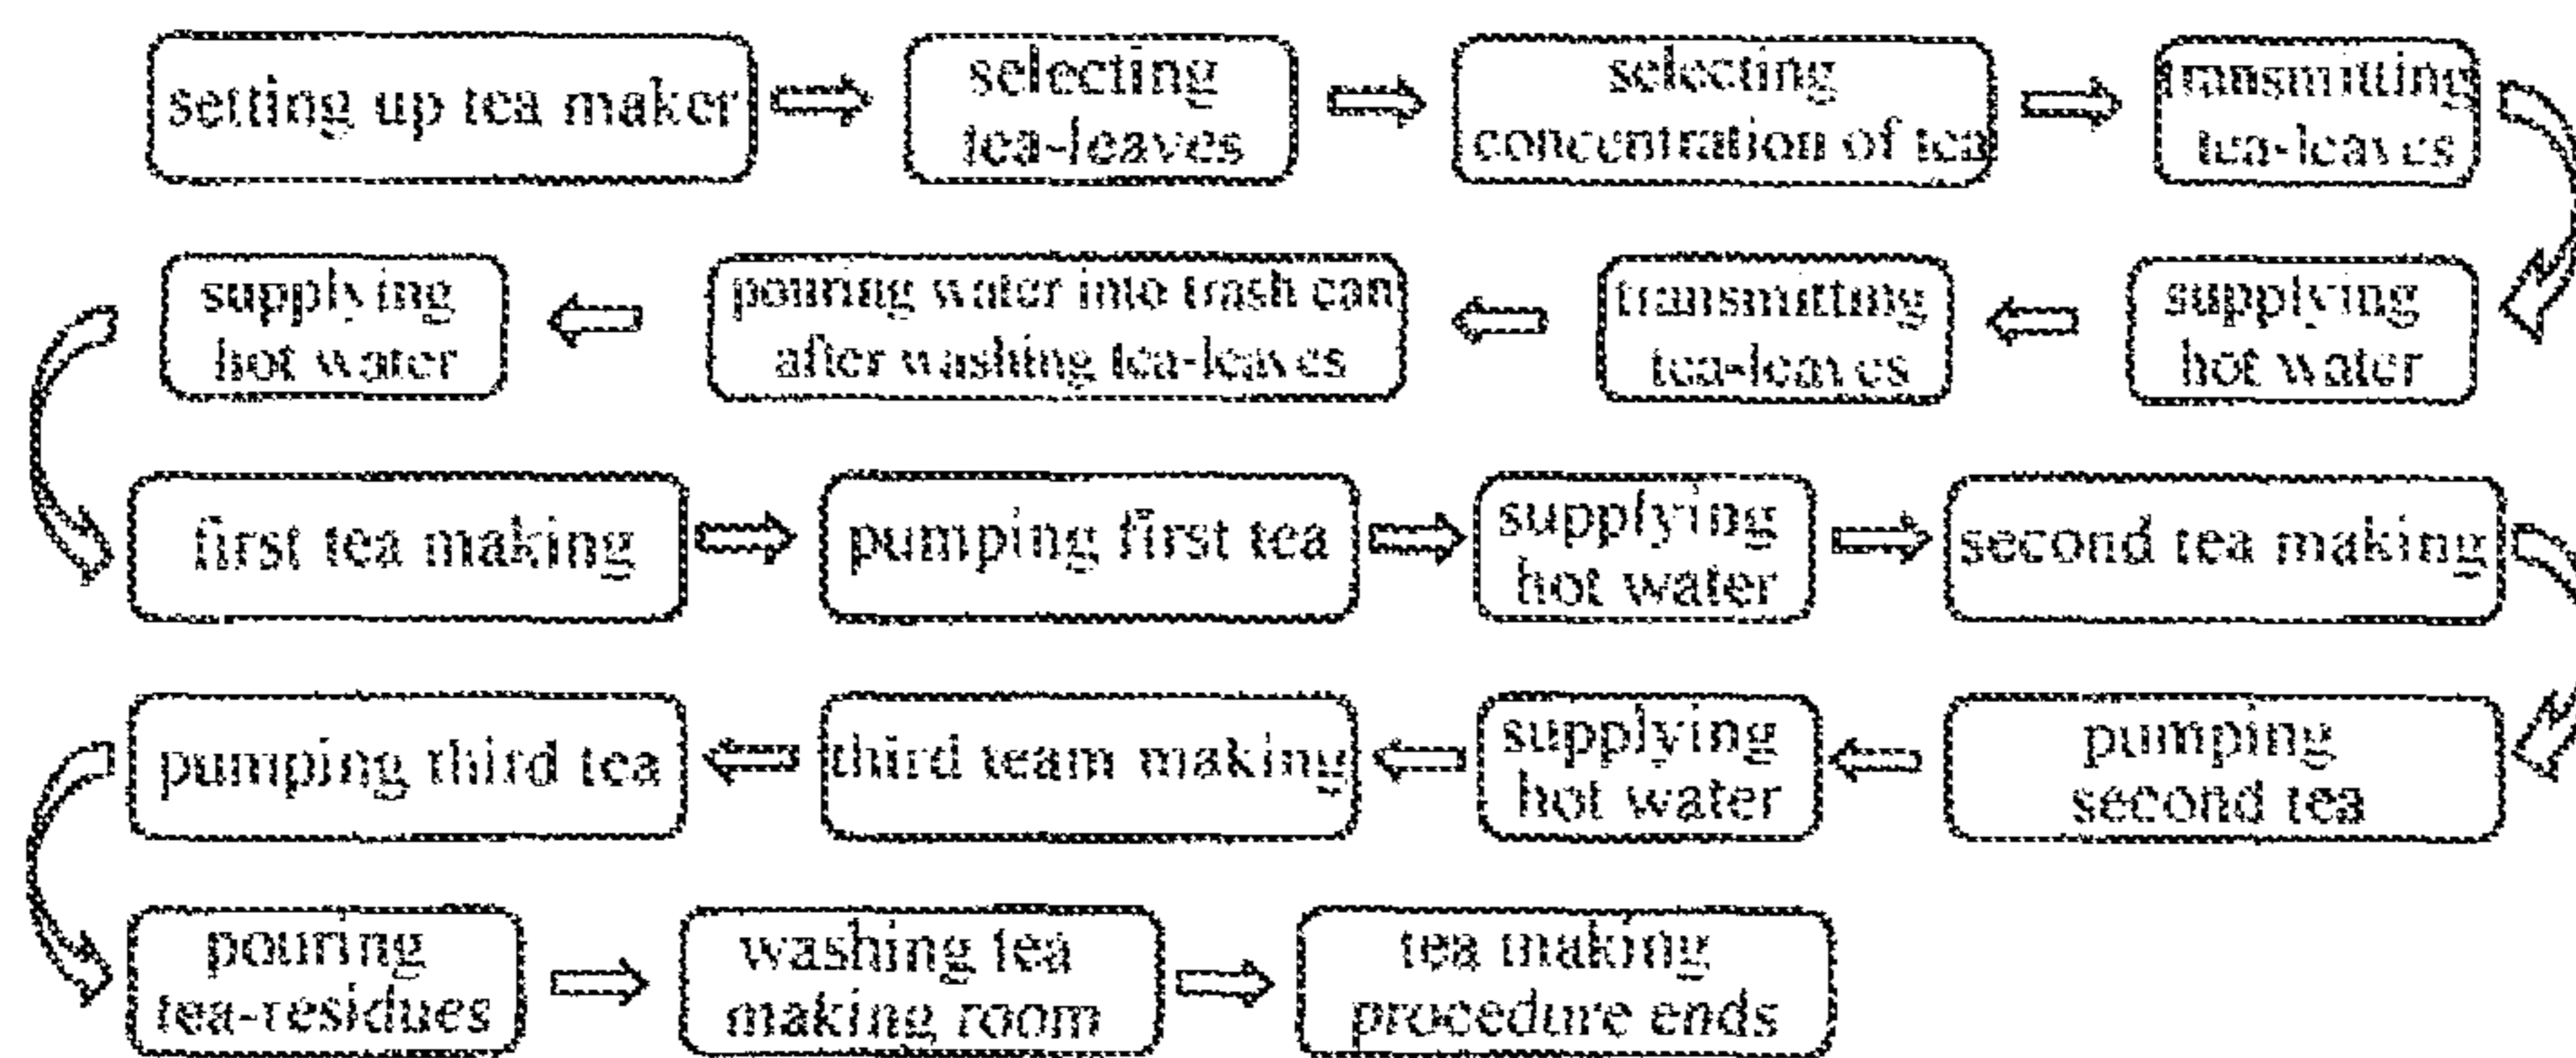 setting up tea maker
selecting
tea-leaves
selecting
concentration of tea
transmitting
tea-leaves
supplying
hot water
transmitting
tea-leaves
pouring water into trash can
after washing tea-leaves
supplying
hot water
first tea making
pumping first tea
supplying
hot water
second tea making
pumping
second tea
supplying
hot water
third team making
pumping third tea
pouring
tea-residues
washing tea
making room
tea making
procedure ends